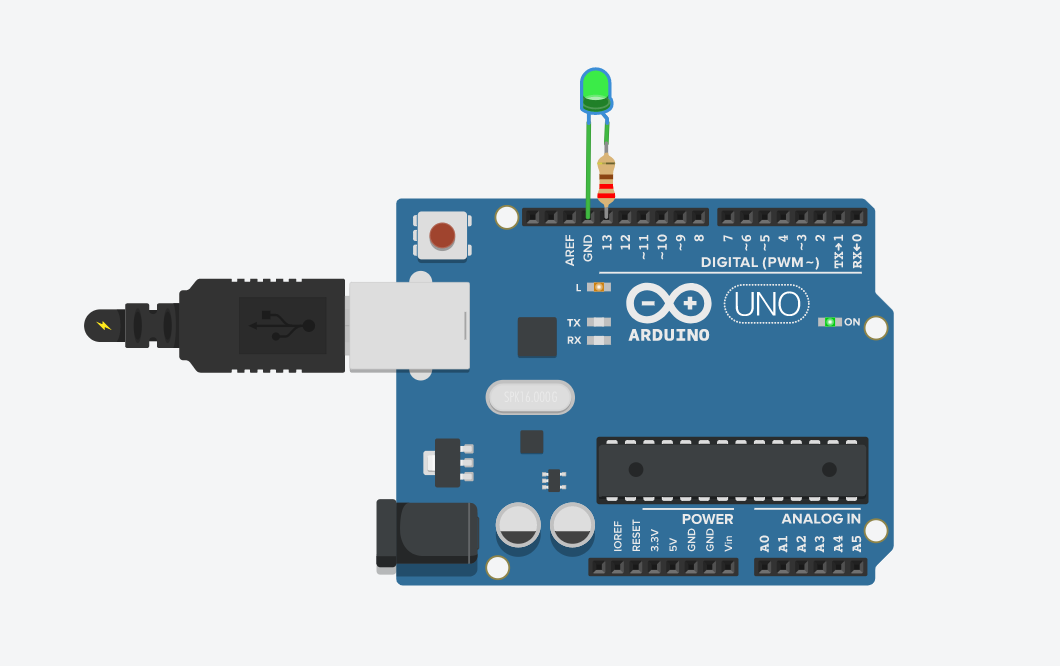 AREF
GND
13
12
~11
~10
~9
8
7
~6
~5
4
~3
2
TX→1
RX←0
DIGITAL (PWM~)
L
TX
RX
ARDUINO
UNO
ON
SPK16.000G
POWER
ANALOG IN
IOREF
RESET
3.3V
5V
GND
GND
Vin
A0
A1
A2
A3
A4
A5